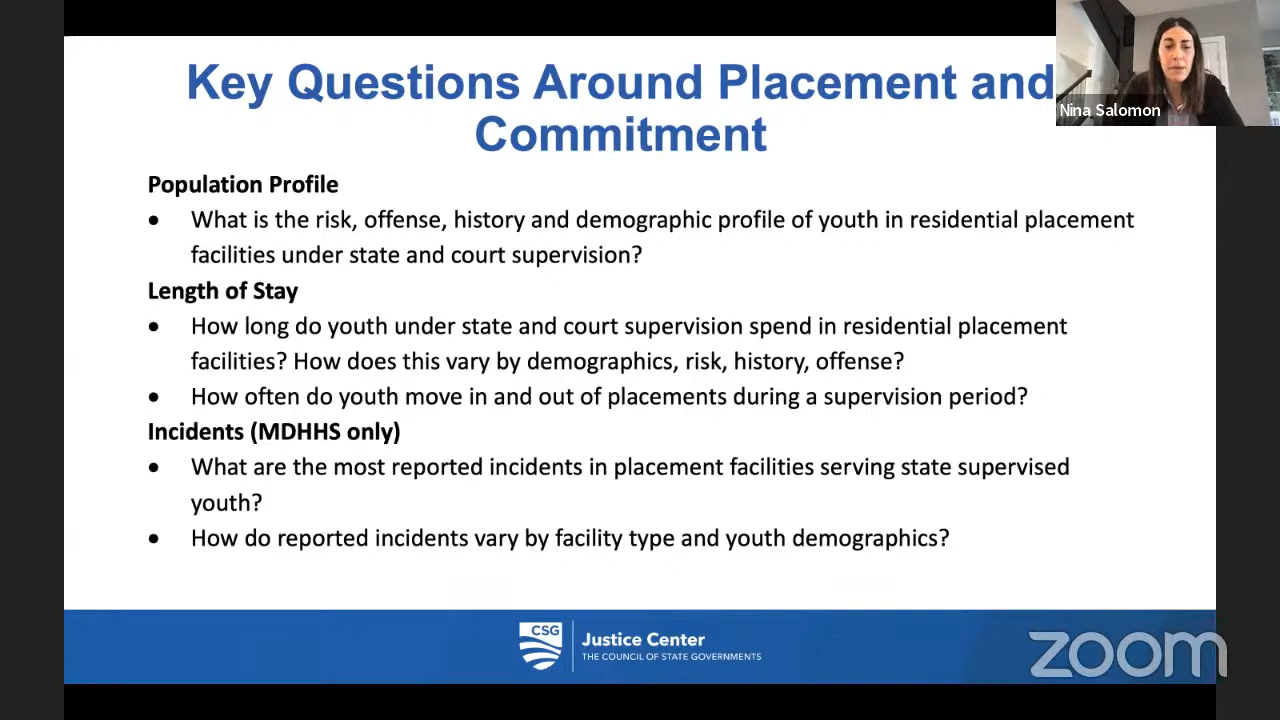 Key Questions Around Placement and
Commitment
Nina Salomon
Population Profile
• What is the risk, offense, history and demographic profile of youth in residential placement
facilities under state and court supervision?
Length of Stay
• How long do youth under state and court supervision spend in residential placement
facilities? How does this vary by demographics, risk, history, offense?
• How often do youth move in and out of placements during a supervision period?
Incidents (MDHHS only)
• What are the most reported incidents in placement facilities serving state supervised
youth?
• How do reported incidents vary by facility type and youth demographics?
CSG
Justice Center
THE COUNCIL OF STATE GOVERNMENTS
zoom